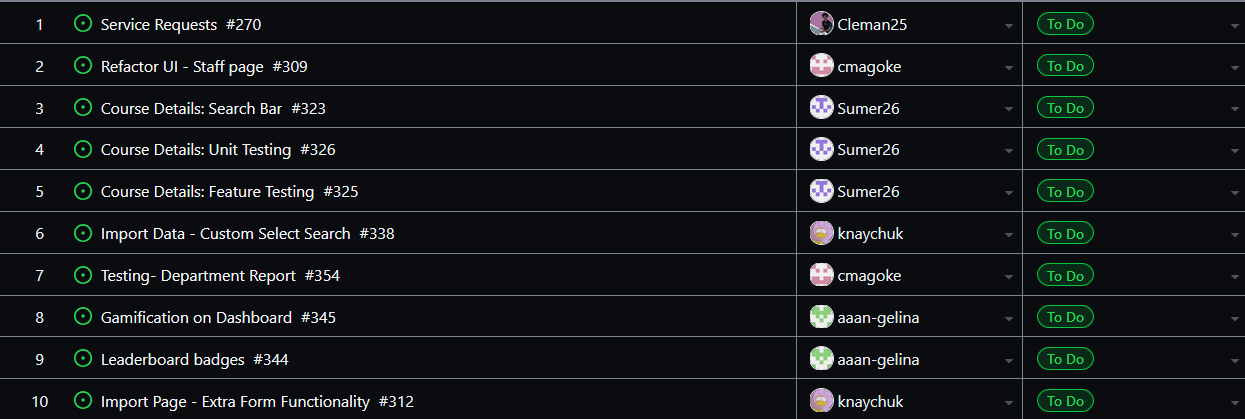 1 Service Requests #270 Cleman25 To Do
2 Refactor UI - Staff page #309 cmagoke To Do
3 Course Details: Search Bar #323 Sumer26 To Do
4 Course Details: Unit Testing #326 Sumer26 To Do
5 Course Details: Feature Testing #325 Sumer26 To Do
6 Import Data - Custom Select Search #338 knaychuk To Do
7 Testing- Department Report #354 cmagoke To Do
8 Gamification on Dashboard #345 aaan-gelina To Do
9 Leaderboard badges #344 aaan-gelina To Do
10 Import Page - Extra Form Functionality #312 knaychuk To Do